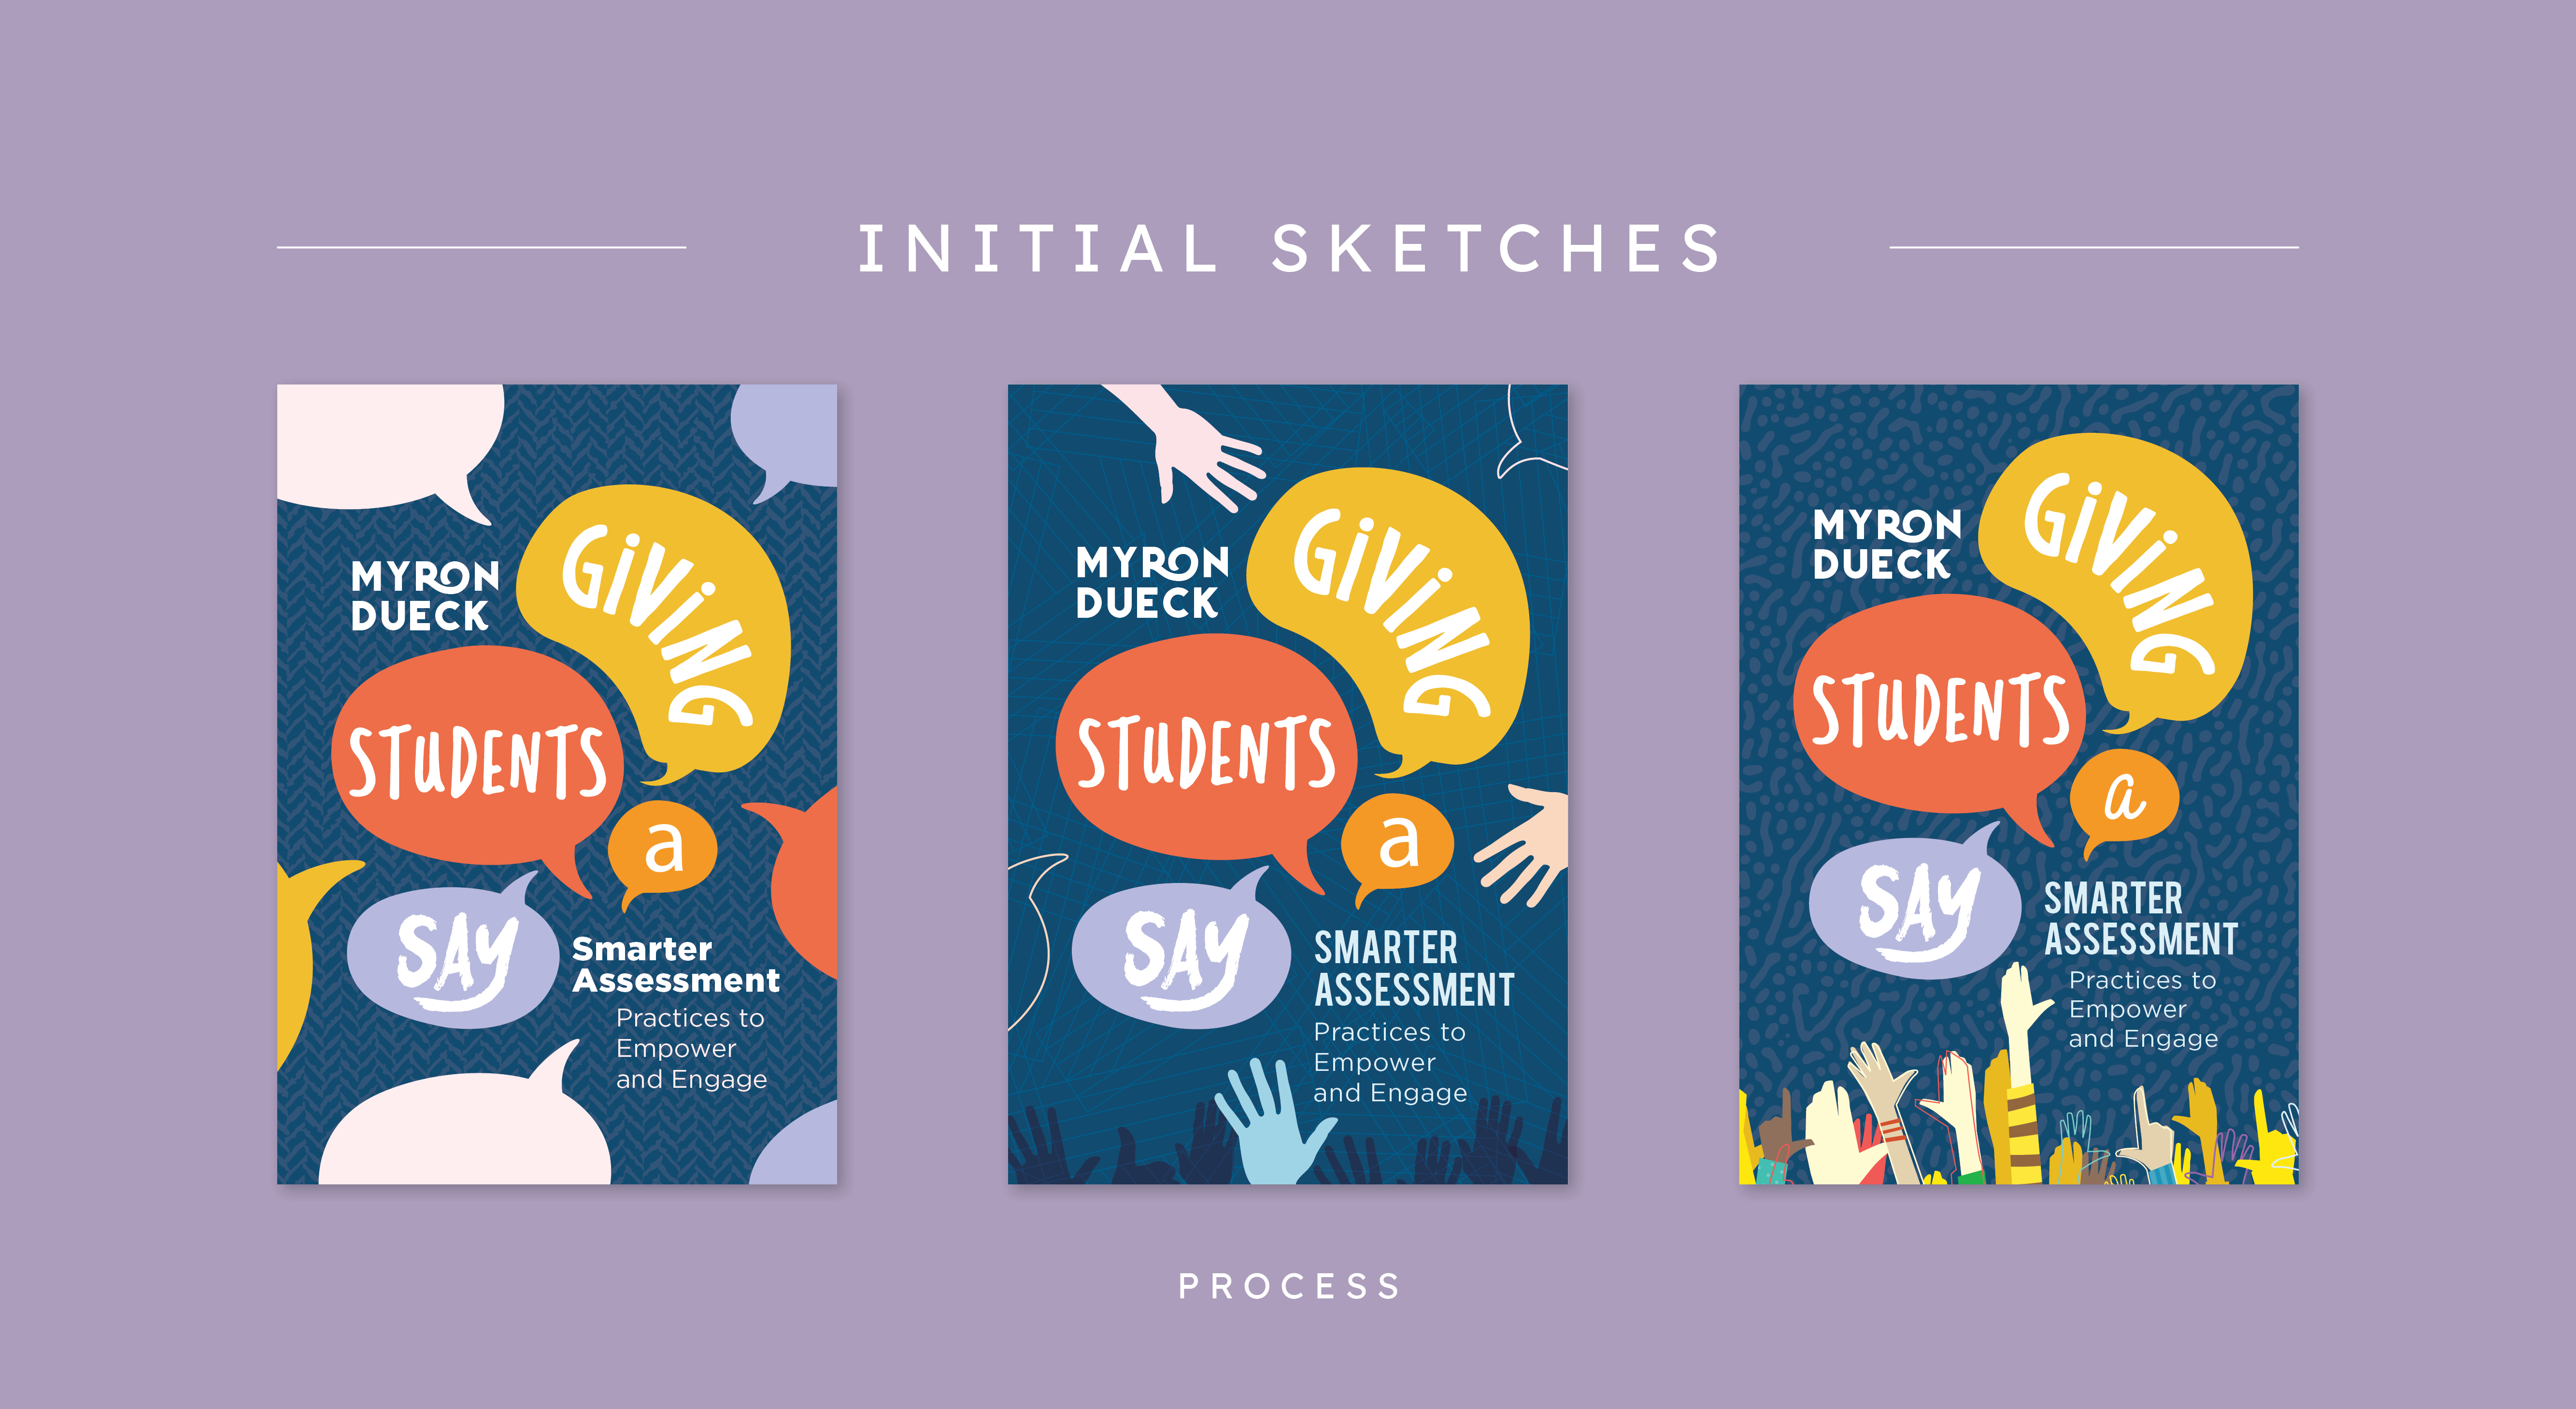 INITIAL SKETCHES
MYRON
DUECK
GiViNG
STUDENTS
a
SAY
Smarter
Assessment
Practices to
Empower
and Engage
MYRON
DUECK
GiViNG
STUDENTS
a
SAY
SMARTER
ASSESSMENT
Practices to
Empower
and Engage
MYRON
DUECK
GiViNG
STUDENTS
a
SAY
SMARTER
ASSESSMENT
Practices to
Empower
and Engage
PROCESS